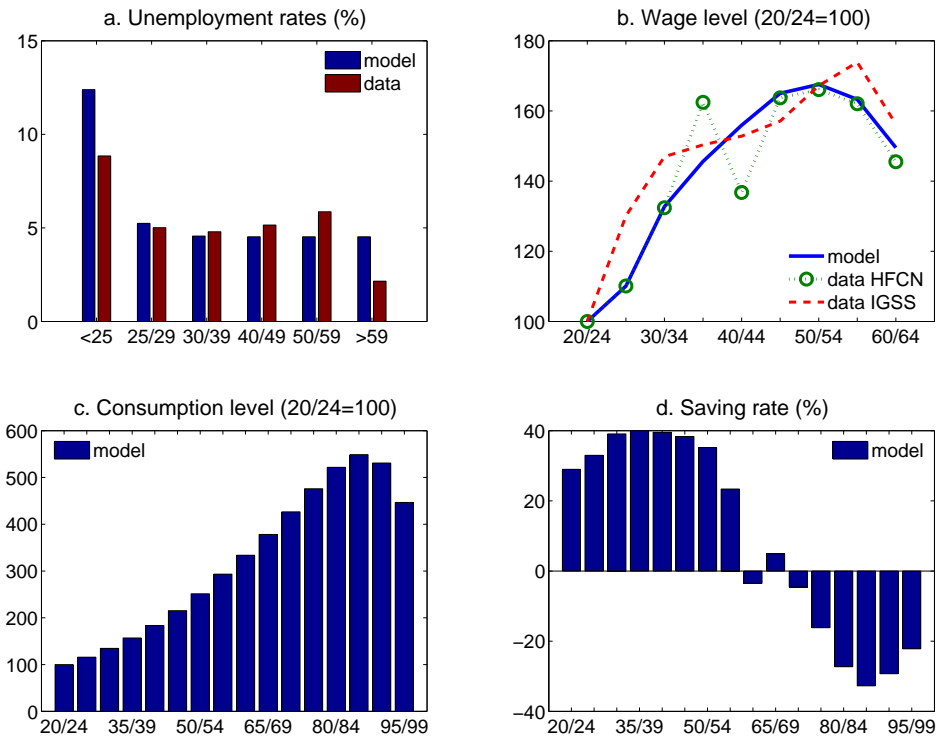 a. Unemployment rates (%)
15
10
5
0
<25 25/29 30/39 40/49 50/59 >59
model
data
b. Wage level (20/24=100)
180
160
140
120
100
20/24 30/34 40/44 50/54 60/64
model
data HFCN
data IGSS
c. Consumption level (20/24=100)
600
500
400
300
200
100
0
20/24 35/39 50/54 65/69 80/84 95/99
model
d. Saving rate (%)
40
20
0
−20
−40
20/24 35/39 50/54 65/69 80/84 95/99
model